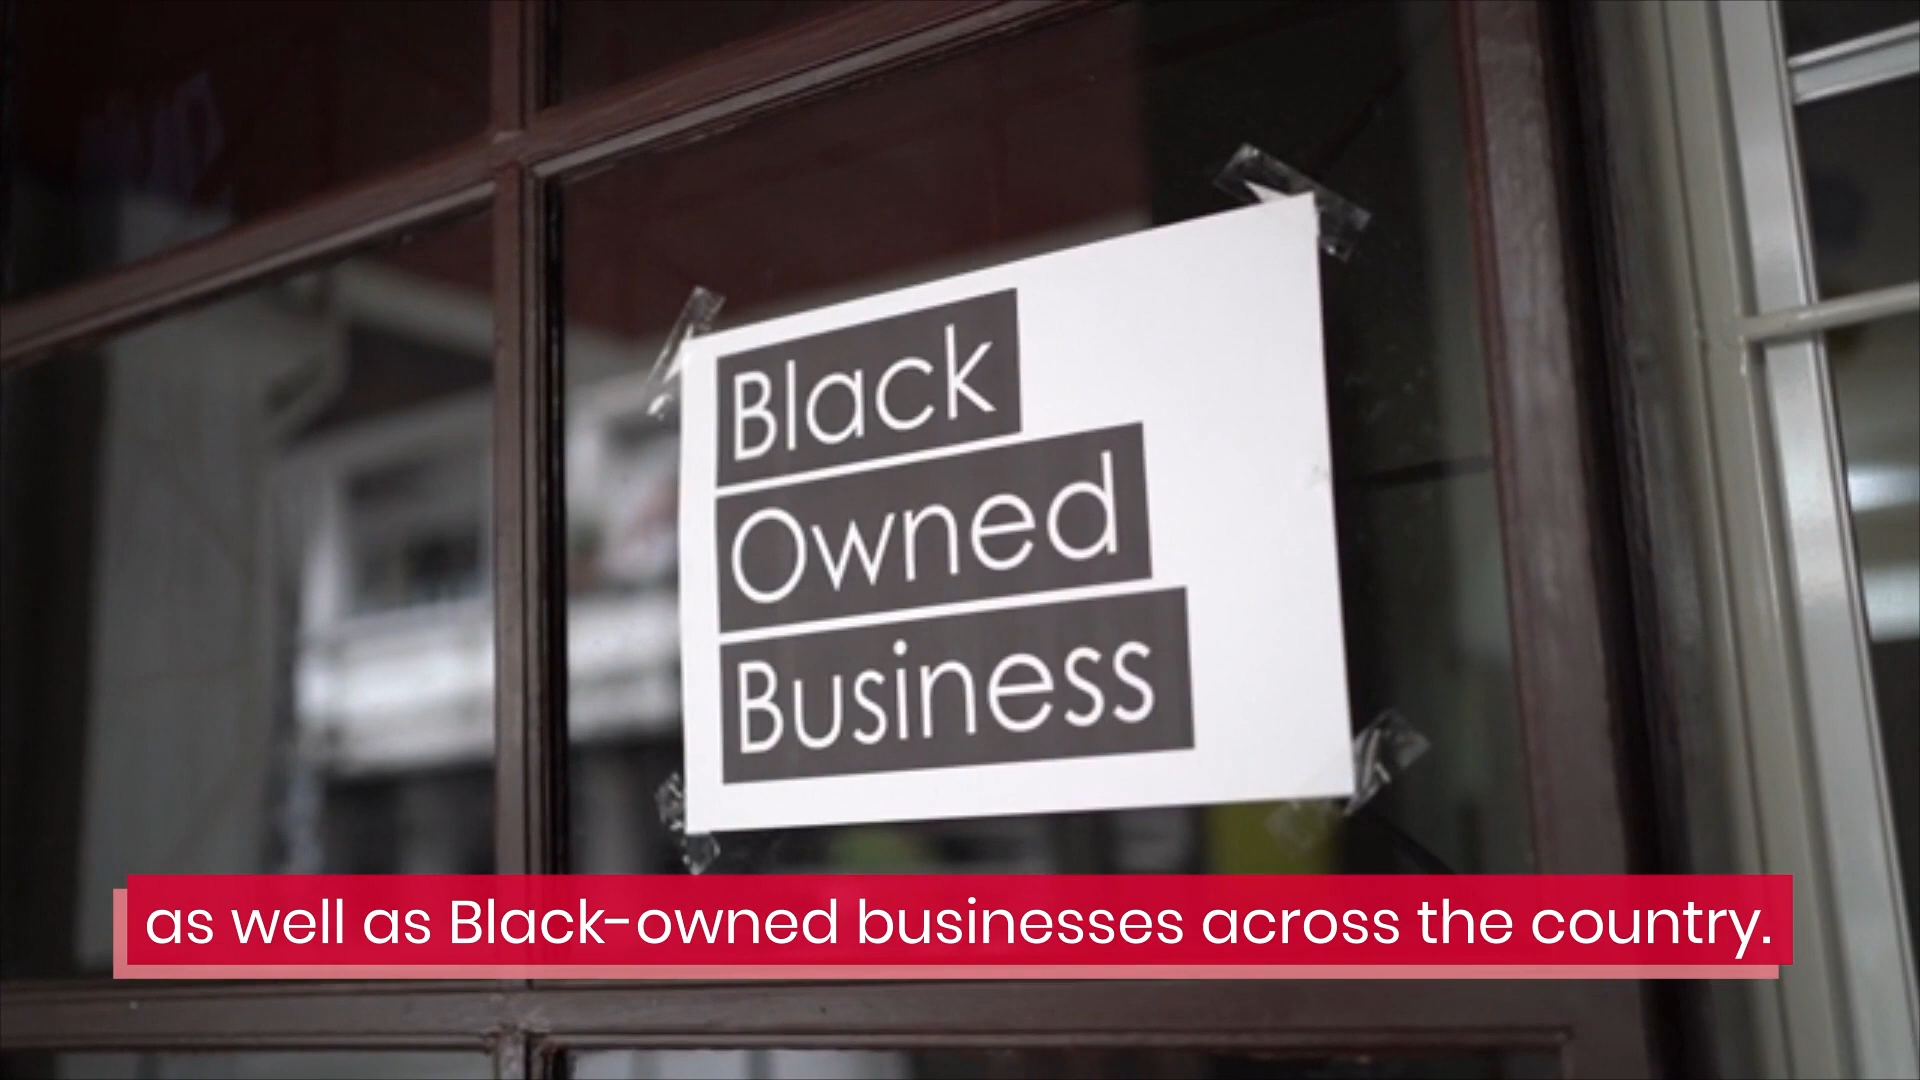 Black
Owned
Business
as well as Black-owned businesses across the country.